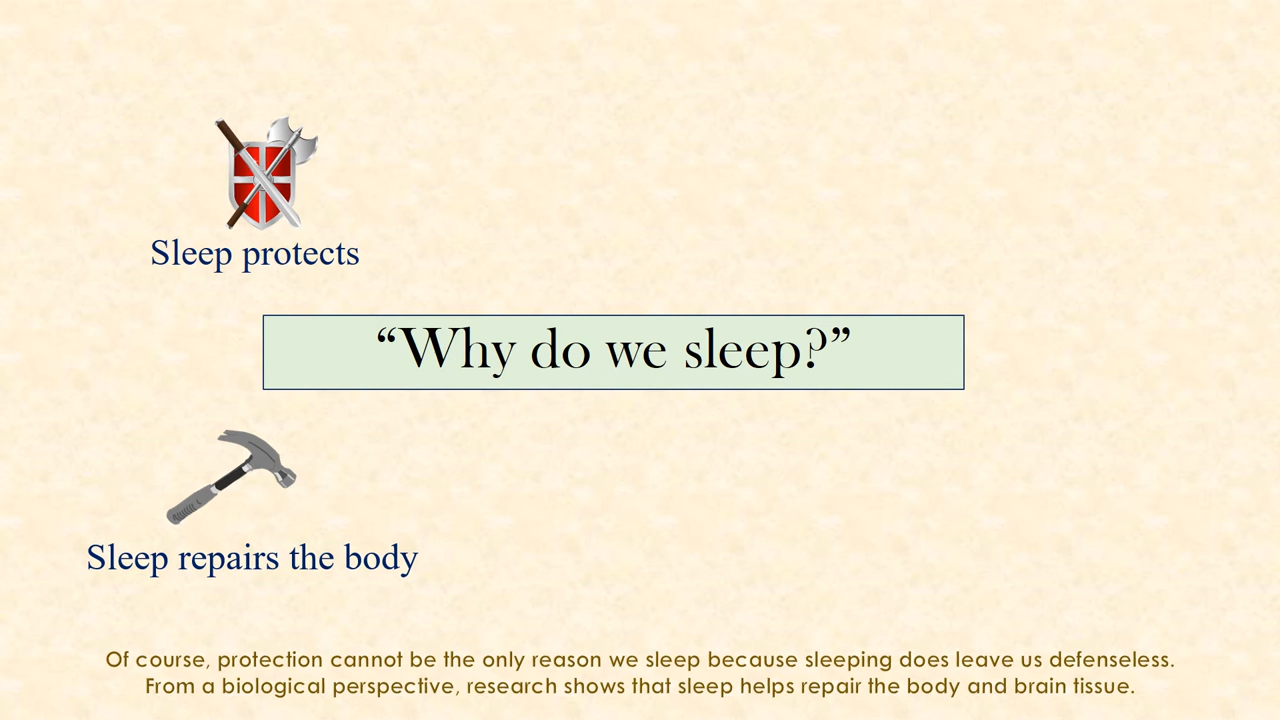 Sleep protects
“Why do we sleep?”
Sleep repairs the body
Of course, protection cannot be the only reason we sleep because sleeping does leave us defenseless.
From a biological perspective, research shows that sleep helps repair the body and brain tissue.